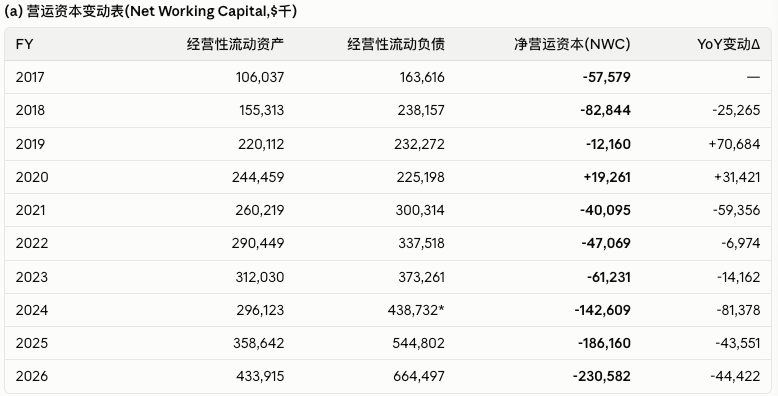 (a) 营运资本变动表(Net Working Capital,$千)
FY 经营性流动资产 经营性流动负债 净营运资本(NWC) YoY变动Δ
2017 106,037 163,616 -57,579 —
2018 155,313 238,157 -82,844 -25,265
2019 220,112 232,272 -12,160 +70,684
2020 244,459 225,198 +19,261 +31,421
2021 260,219 300,314 -40,095 -59,356
2022 290,449 337,518 -47,069 -6,974
2023 312,030 373,261 -61,231 -14,162
2024 296,123 438,732* -142,609 -81,378
2025 358,642 544,802 -186,160 -43,551
2026 433,915 664,497 -230,582 -44,422